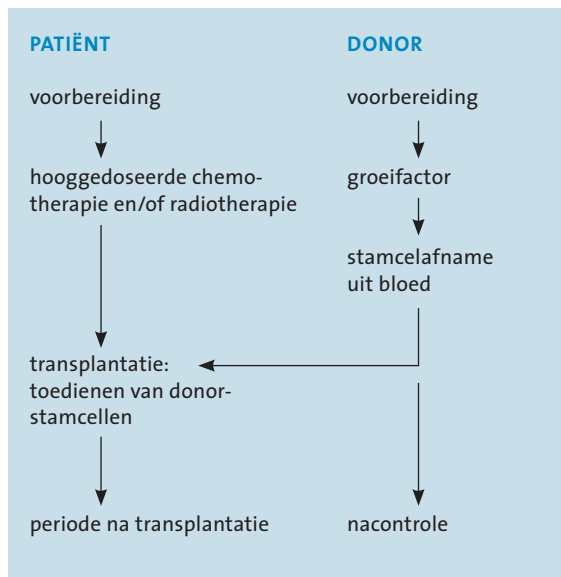 PATIËNT
voorbereiding
hooggedoseerde chemo-
therapie en/of radiotherapie
transplantatie:
toedienen van donor-
stamcellen
periode na transplantatie
DONOR
voorbereiding
groeifactor
stamcelafname
uit bloed
nacontrole